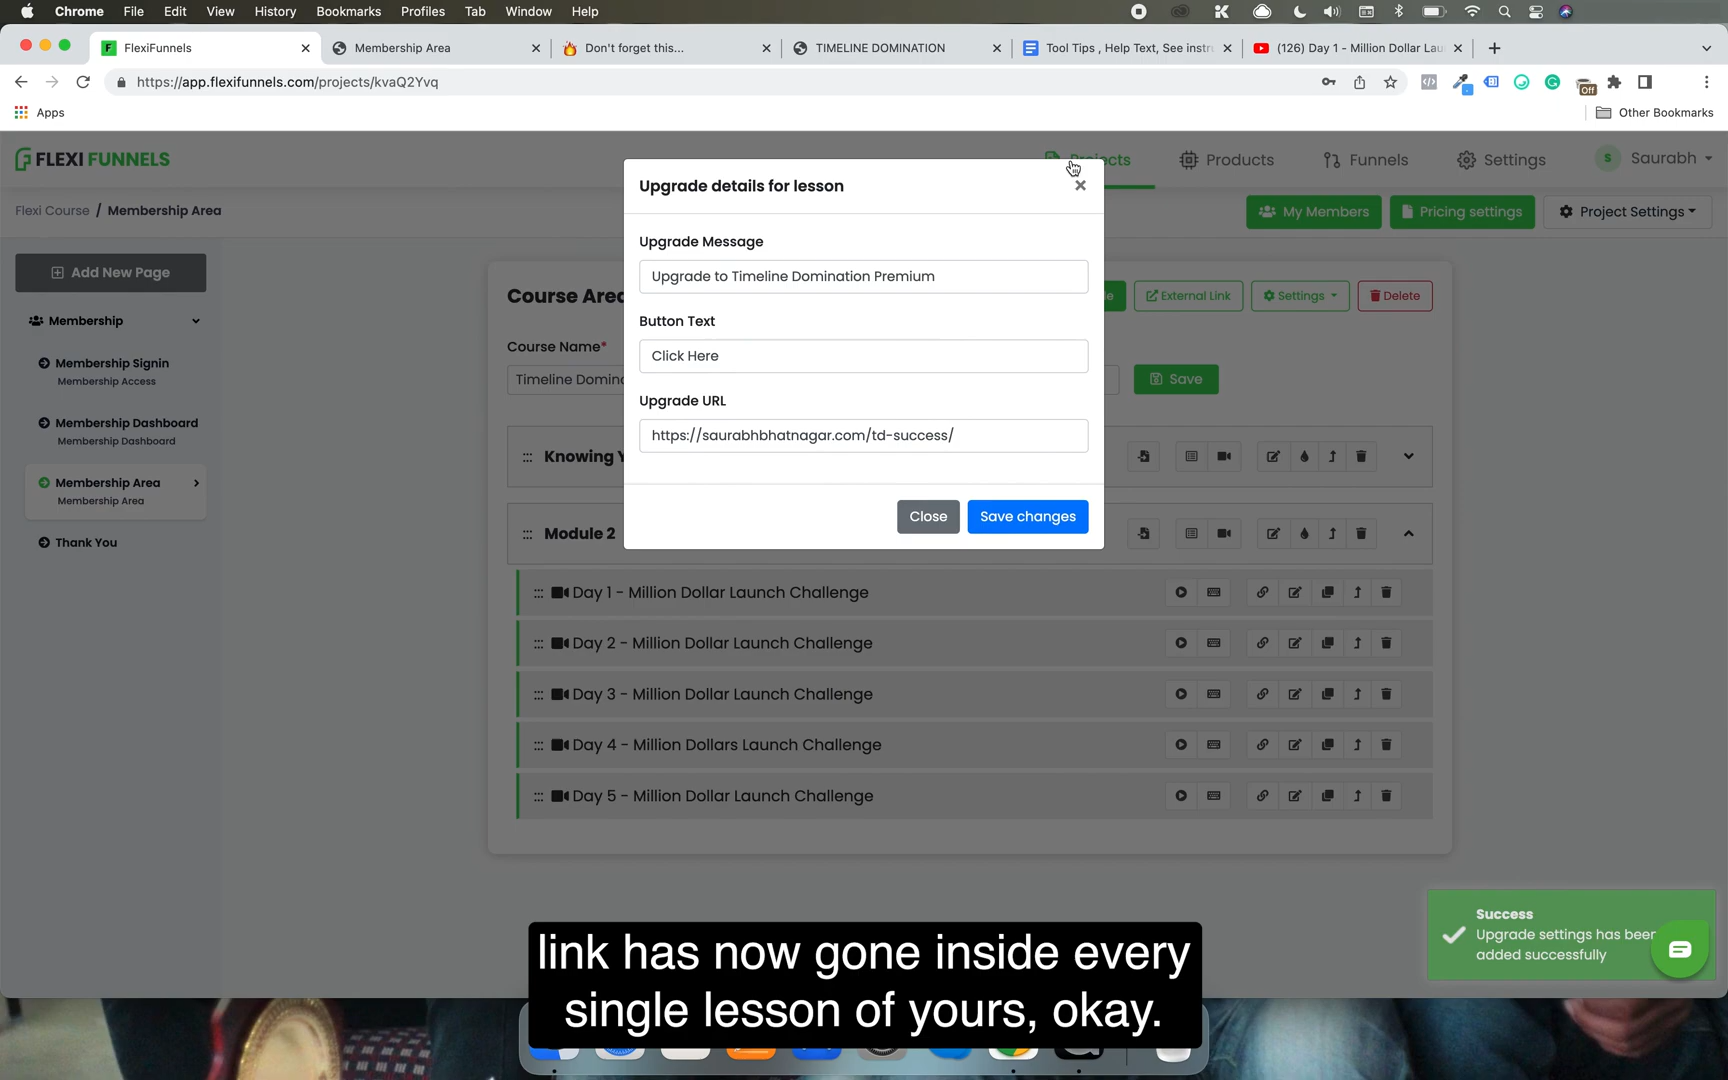 Chrome File Edit View History Bookmarks Profiles Tab Window Help
FlexiFunnels
Membership Area
Don't forget this...
TIMELINE DOMINATION
Tool Tips , Help Text, See instr
(126) Day 1 - Million Dollar Lau
https://app.flexifunnels.com/projects/kvaQ2Yvq
Off
Apps
Other Bookmarks
FLEXI FUNNELS
Projects
Products
Funnels
Settings
S
Saurabh
Flexi Course / Membership Area
My Members
Pricing settings
Project Settings
Add New Page
Membership
Membership Signin
Membership Access
Membership Dashboard
Membership Dashboard
Membership Area
Membership Area
Thank You
Course Area
External Link
Settings
Delete
Course Name*
Timeline Domin
Save
Knowing Y
Module 2
Day 1 - Million Dollar Launch Challenge
Day 2 - Million Dollar Launch Challenge
Day 3 - Million Dollar Launch Challenge
Day 4 - Million Dollars Launch Challenge
Day 5 - Million Dollar Launch Challenge
Upgrade details for lesson
Upgrade Message
Upgrade to Timeline Domination Premium
Button Text
Click Here
Upgrade URL
https://saurabhbhatnagar.com/td-success/
Close
Save changes
Success
Upgrade settings has been
added successfully
link has now gone inside every
single lesson of yours, okay.